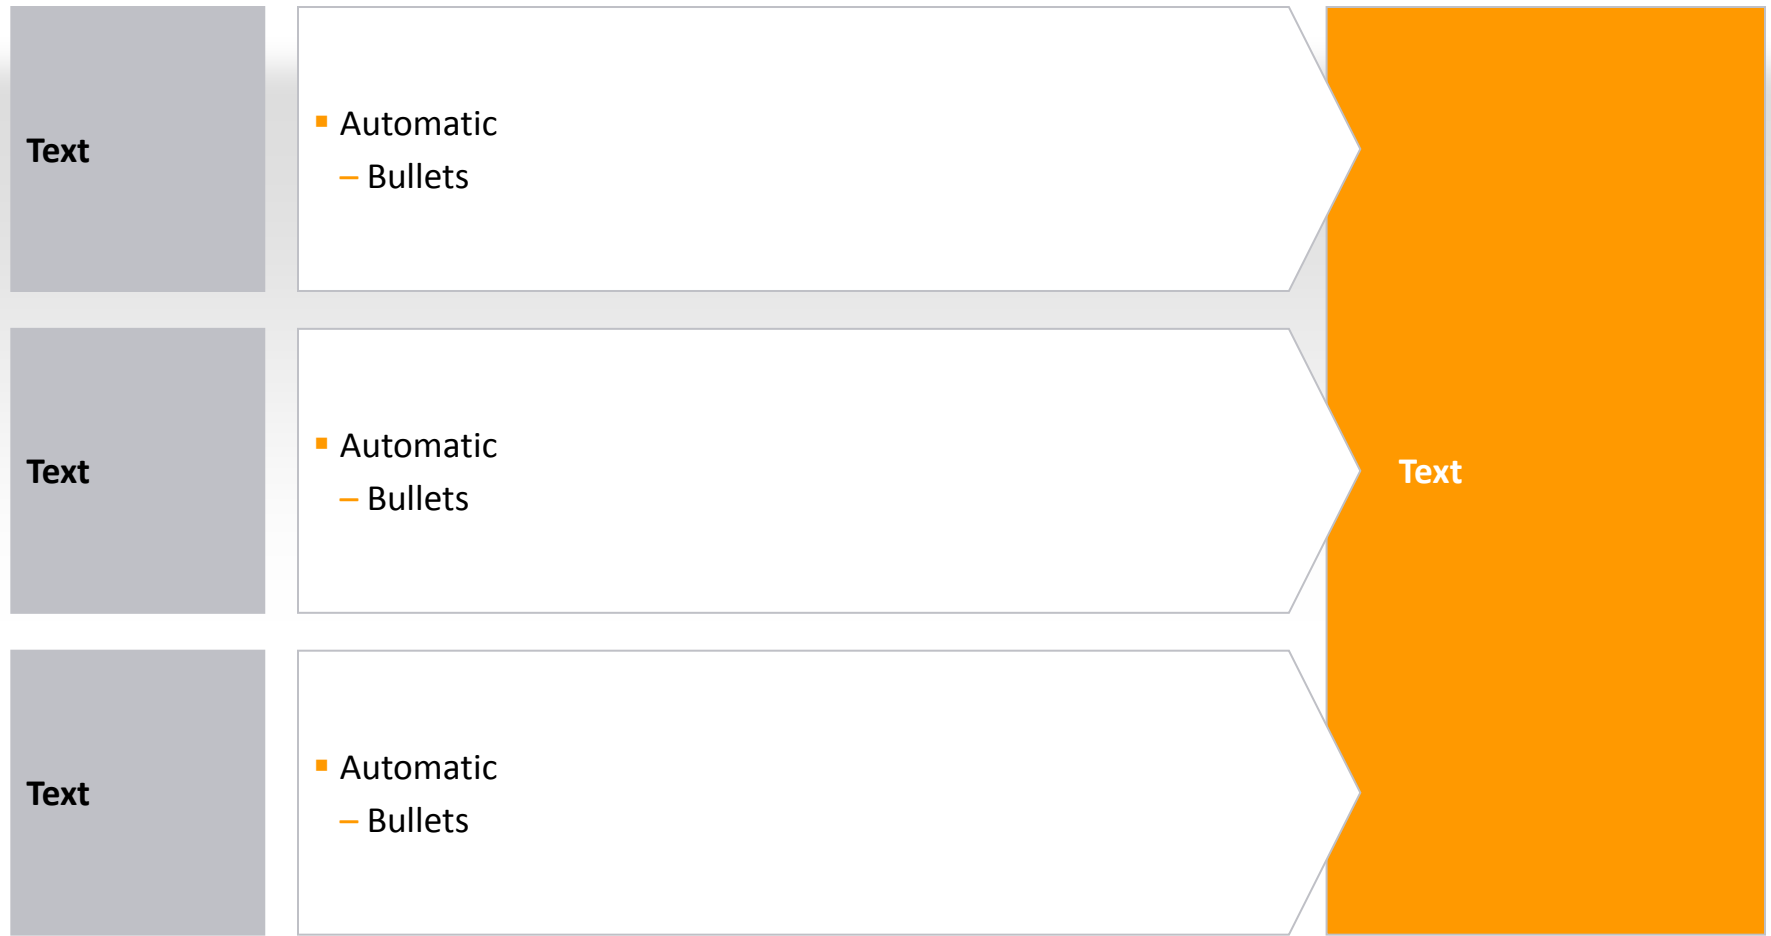 Text
▪ Automatic
– Bullets
Text
▪ Automatic
– Bullets
Text
Text
▪ Automatic
– Bullets